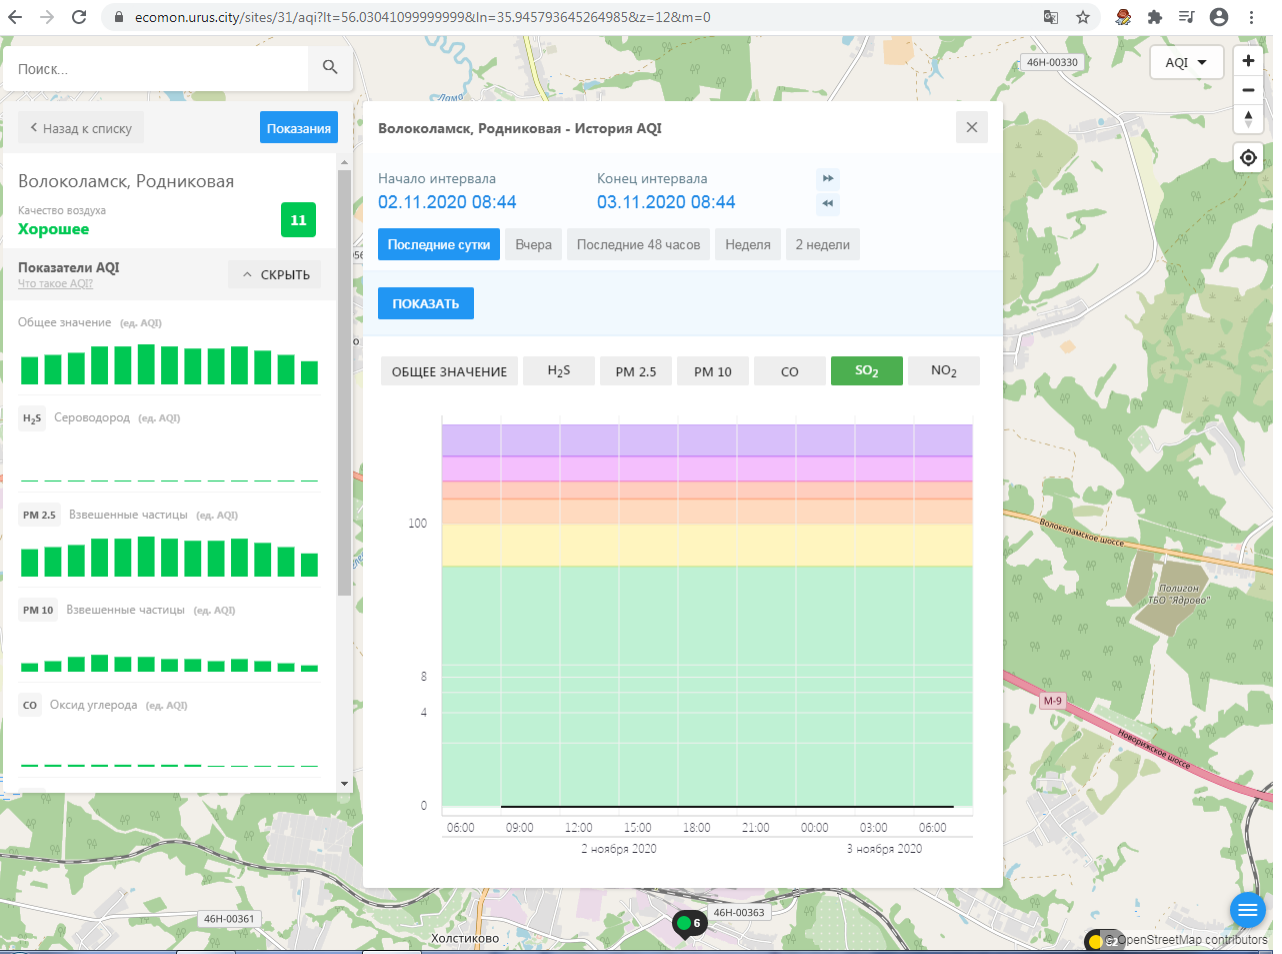 ecomon.urus.city/sites/31/aqi?lt=56.03041099999999&ln=35.945793645264985&z=12&m=0
Поиск...
46Н-00330
AQI
Назад к списку
Показания
Волоколамск, Родниковая
Качество воздуха
Хорошее
11
Показатели AQI
Что такое AQI?
СКРЫТЬ
Общее значение (ед. AQI)
H2S Сероводород (ед. AQI)
PM 2.5 Взвешенные частицы (ед. AQI)
PM 10 Взвешенные частицы (ед. AQI)
CO Оксид углерода (ед. AQI)
Волоколамск, Родниковая - История AQI
Начало интервала
02.11.2020 08:44
Конец интервала
03.11.2020 08:44
Последние сутки
Вчера
Последние 48 часов
Неделя
2 недели
ПОКАЗАТЬ
ОБЩЕЕ ЗНАЧЕНИЕ
H2S
PM 2.5
PM 10
CO
SO2
NO2
100
8
4
0
06:00 09:00 12:00 15:00 18:00 21:00 00:00 03:00 06:00
2 ноября 2020
3 ноября 2020
Волоколамское шоссе
Полигон
ТБО "Ядрово"
М-9
Новорижское шоссе
46Н-00361
46Н-00363
6
Холстиково
© OpenStreetMap contributors